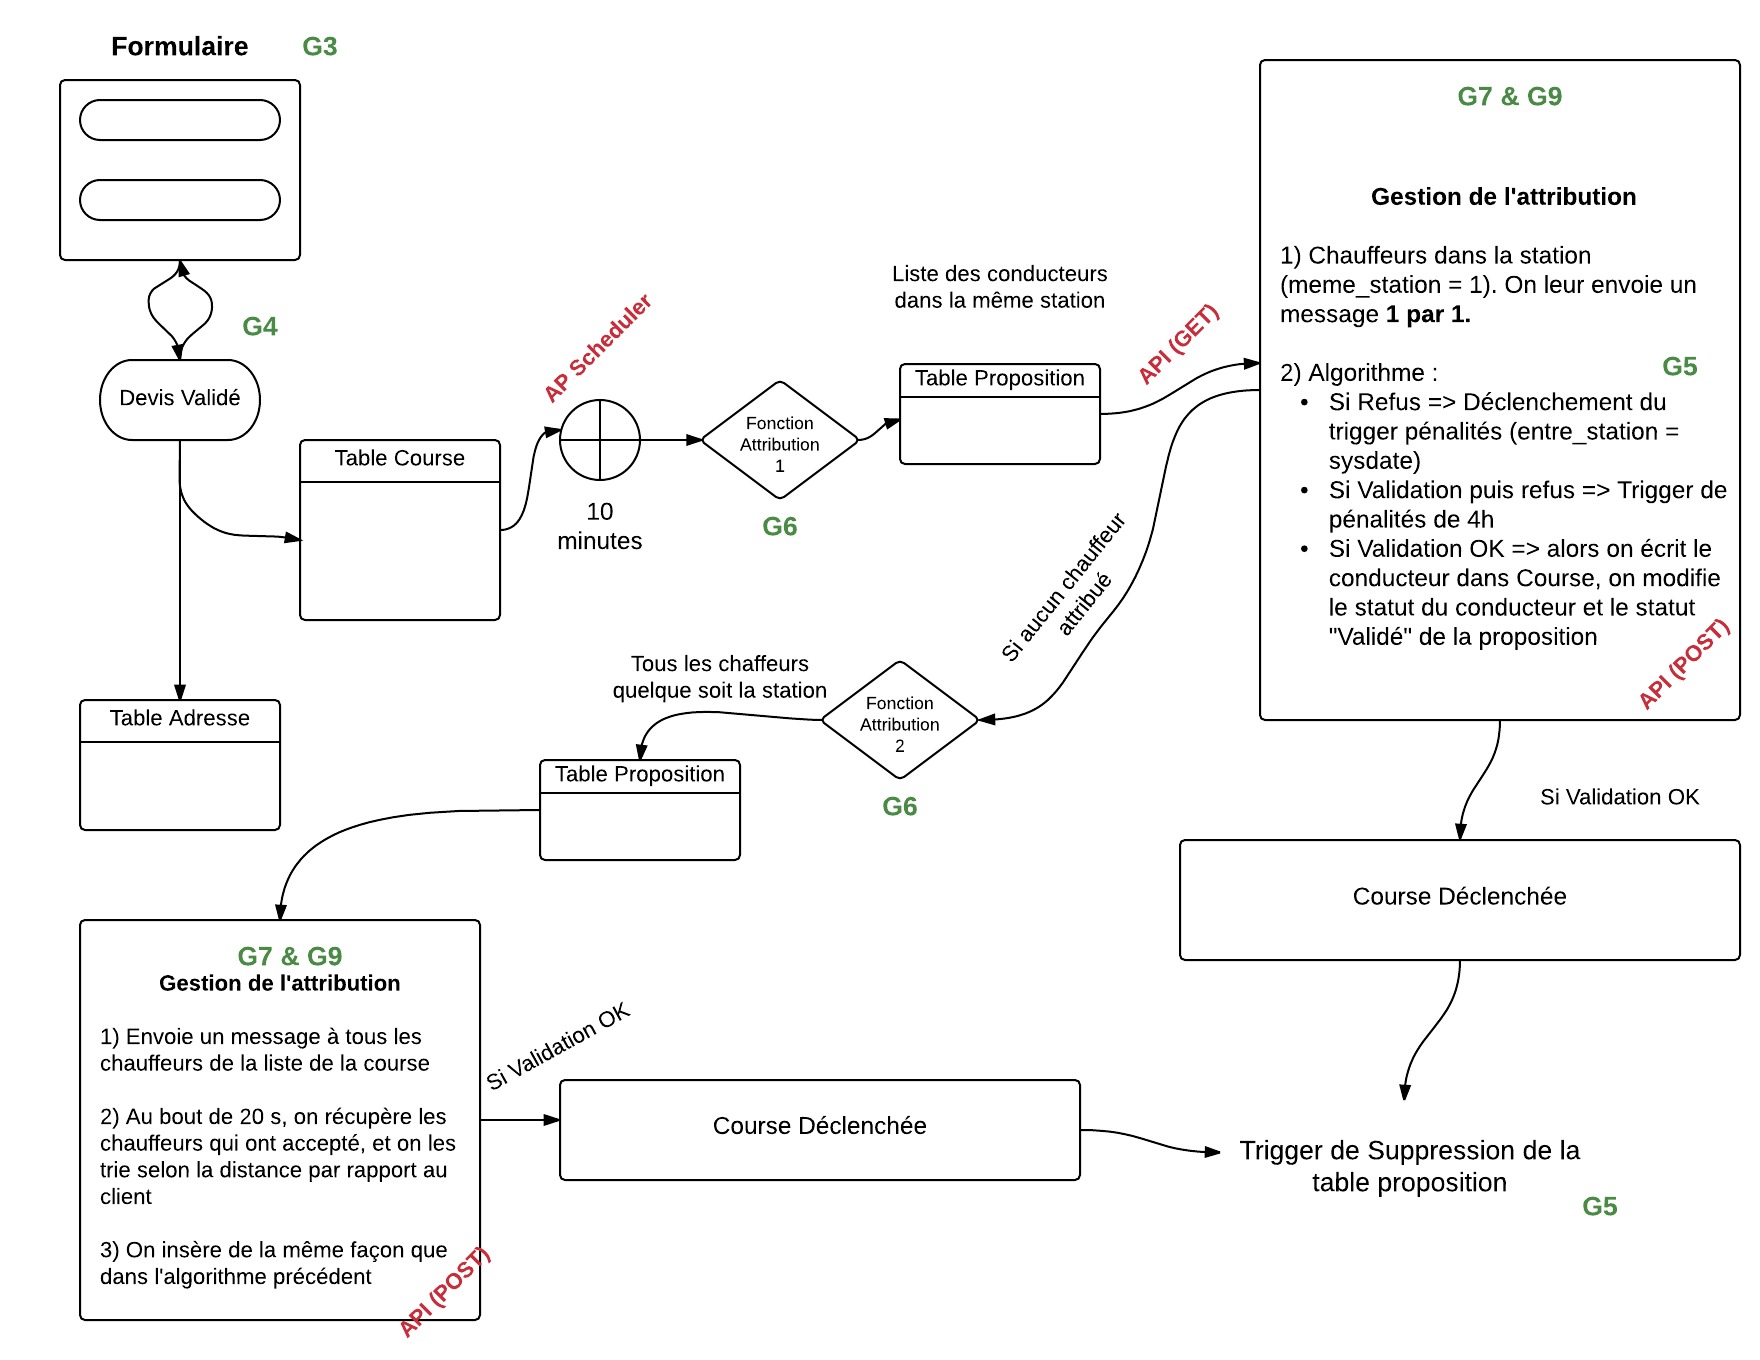 Formulaire
G3
G4
Devis Validé
Table Course
Table Adresse
AP Scheduler
10
minutes
Fonction
Attribution
1
G6
Liste des conducteurs
dans la même station
Table Proposition
API (GET)
G7 & G9
Gestion de l'attribution
1) Chauffeurs dans la station
(meme_station = 1). On leur envoie un
message 1 par 1.
G5
2) Algorithme :
• Si Refus => Déclenchement du
trigger pénalités (entre_station =
sysdate)
• Si Validation puis refus => Trigger de
pénalités de 4h
• Si Validation OK => alors on écrit le
conducteur dans Course, on modifie
le statut du conducteur et le statut
"Validé" de la proposition
API (POST)
Si aucun chauffeur
attribué
Fonction
Attribution
2
G6
Tous les chaffeurs
quelque soit la station
Table Proposition
G7 & G9
Gestion de l'attribution
1) Envoie un message à tous les
chauffeurs de la liste de la course
2) Au bout de 20 s, on récupère les
chauffeurs qui ont accepté, et on les
trie selon la distance par rapport au
client
3) On insère de la même façon que
dans l'algorithme précédent
API (POST)
Si Validation OK
Course Déclenchée
Si Validation OK
Course Déclenchée
Trigger de Suppression de la
table proposition
G5